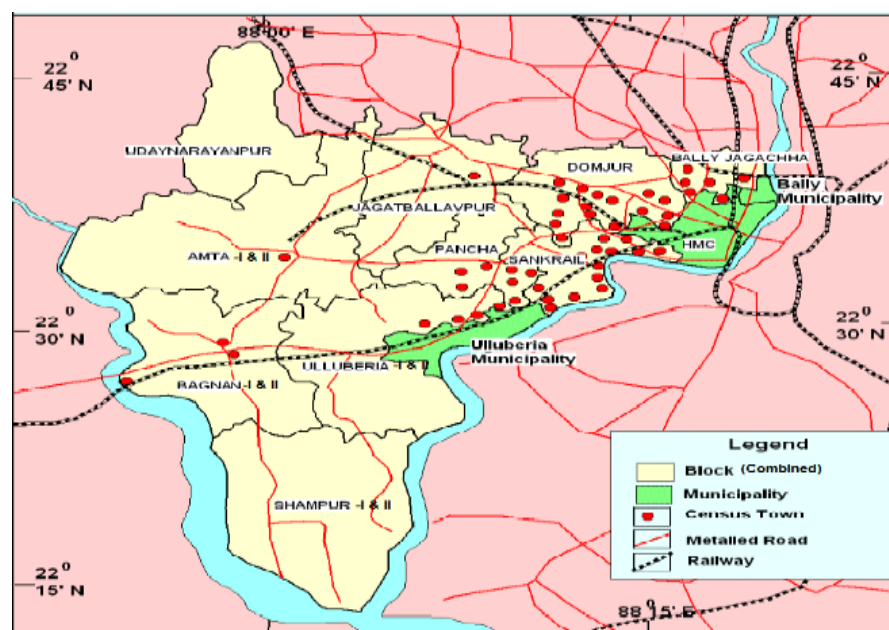 88° 00' E
22°
45' N
22°
45' N
UDAYNARAYANPUR
DOMJUR
BALLY JAGACHHA
Bally
Municipality
JAGATBALLAVPUR
HMC
PANCHA
SANKRAIL
AMTA -I & II
22°
30' N
22°
30' N
Ulluberia
Municipality
ULLUBERIA -I & II
BAGNAN -I & II
SHAMPUR -I & II
Legend
Block (Combined)
Municipality
Census Town
Metalled Road
Railway
22°
15' N
88° 15' E